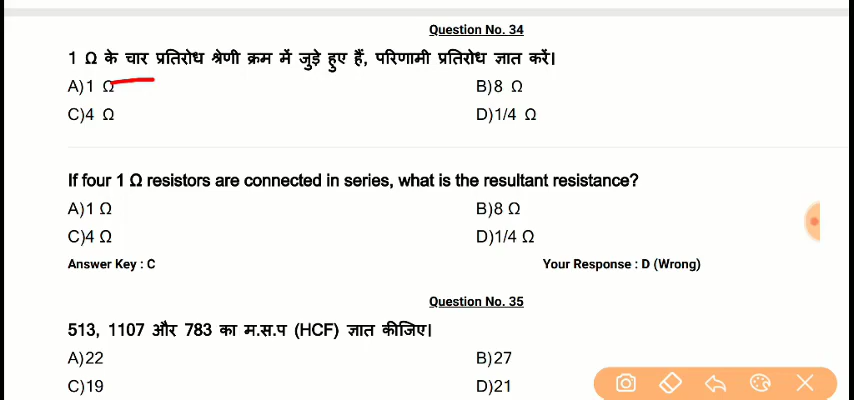 Question No. 34
1 Ω के चार प्रतिरोध श्रेणी क्रम में जुड़े हुए हैं, परिणामी प्रतिरोध ज्ञात करें।
A)1 Ω B)8 Ω
C)4 Ω D)1/4 Ω
If four 1 Ω resistors are connected in series, what is the resultant resistance?
A)1 Ω B)8 Ω
C)4 Ω D)1/4 Ω
Answer Key : C Your Response : D (Wrong)
Question No. 35
513, 1107 और 783 का म.स.प (HCF) ज्ञात कीजिए।
A)22 B)27
C)19 D)21